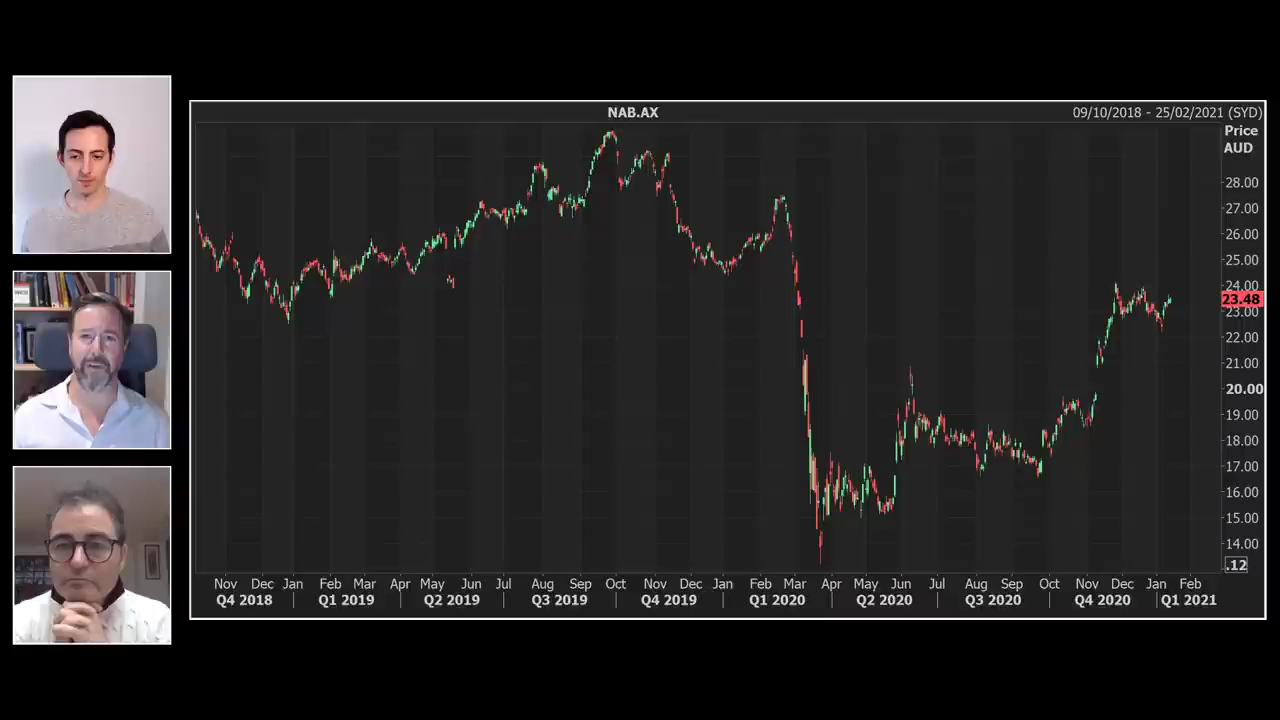 NAB.AX
09/10/2018 - 25/02/2021 (SYD)
Price
AUD
28.00
27.00
26.00
25.00
24.00
23.48
23.00
22.00
21.00
20.00
19.00
18.00
17.00
16.00
15.00
14.00
.12
Nov Dec Jan Feb Mar Apr May Jun Jul Aug Sep Oct Nov Dec Jan Feb Mar Apr May Jun Jul Aug Sep Oct Nov Dec Jan Feb
Q4 2018 Q1 2019 Q2 2019 Q3 2019 Q4 2019 Q1 2020 Q2 2020 Q3 2020 Q4 2020 Q1 2021